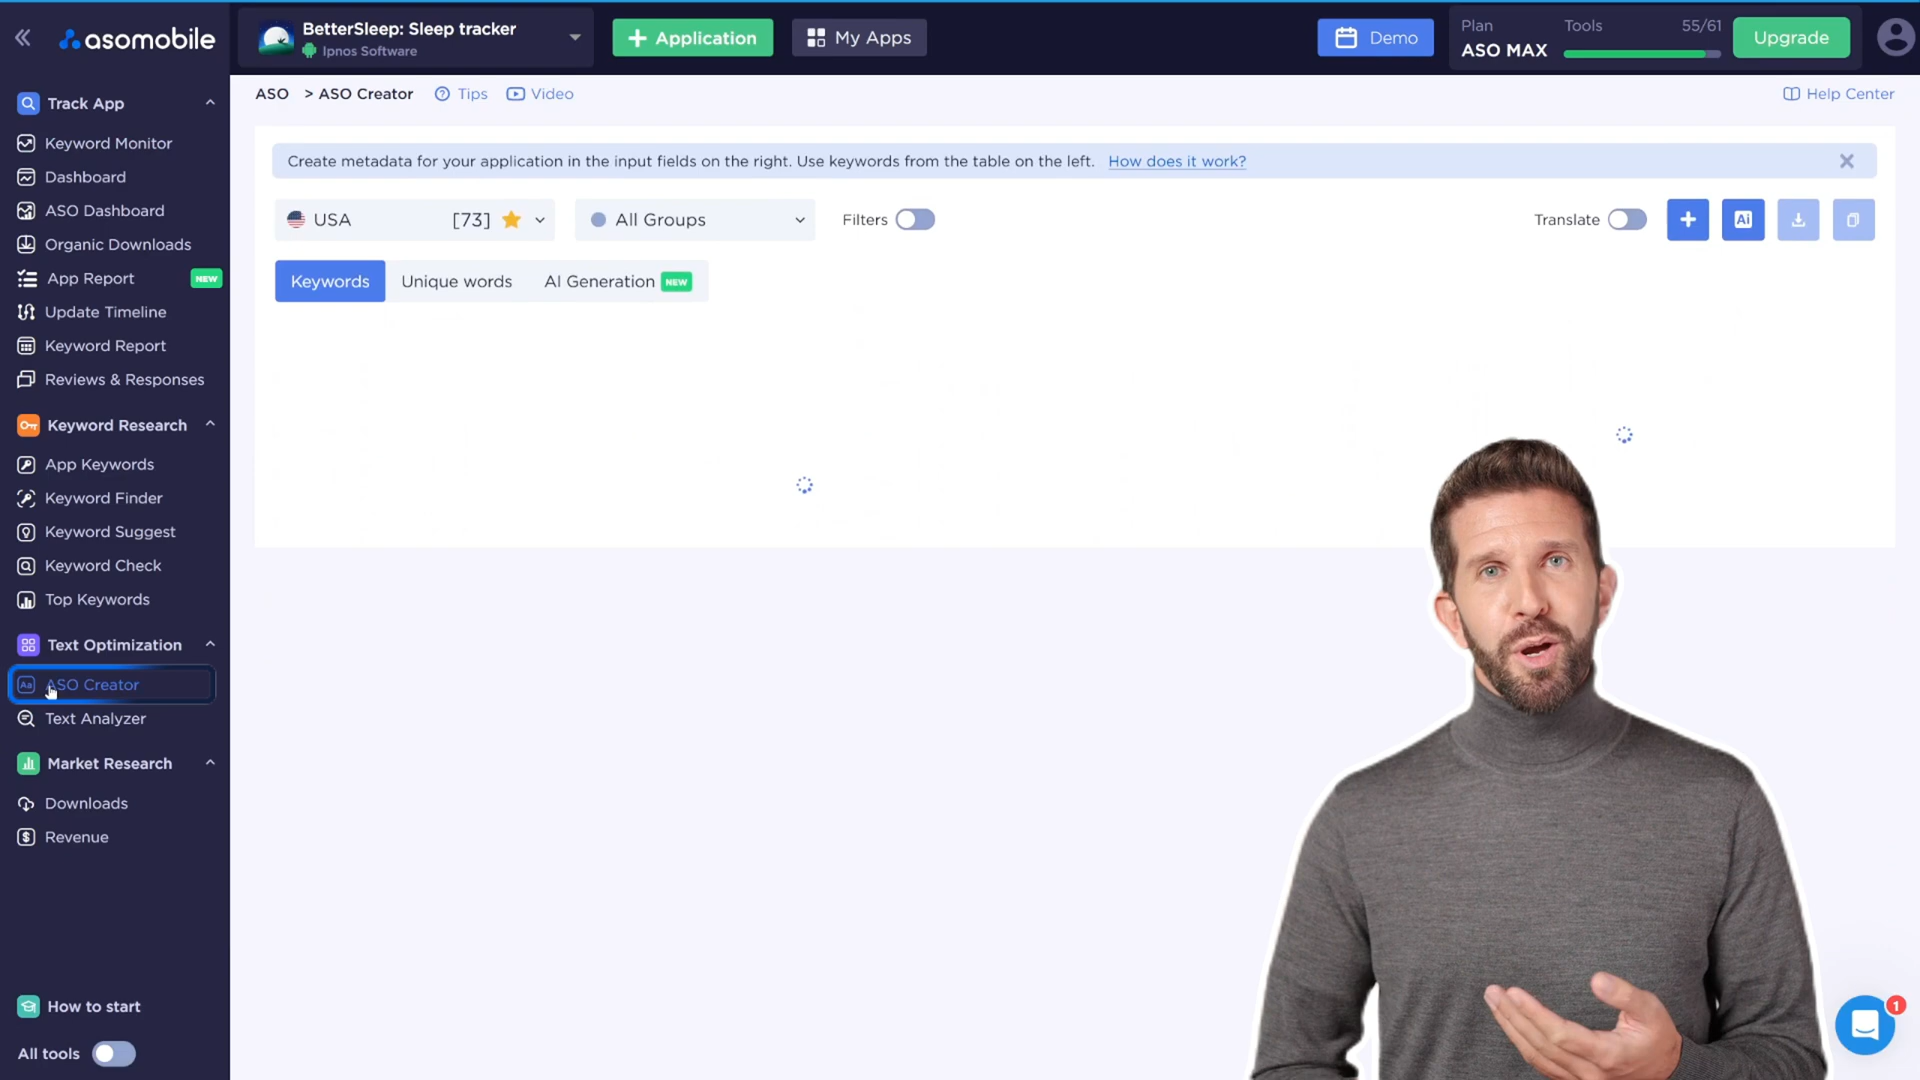 asomobile
BetterSleep: Sleep tracker
Ipnos Software
Application
My Apps
Demo
Plan
ASO MAX
Tools
55/61
Upgrade
Track App
Keyword Monitor
Dashboard
ASO Dashboard
Organic Downloads
App Report NEW
Update Timeline
Keyword Report
Reviews & Responses
Keyword Research
App Keywords
Keyword Finder
Keyword Suggest
Keyword Check
Top Keywords
Text Optimization
Aa ASO Creator
Text Analyzer
Market Research
Downloads
Revenue
How to start
All tools
ASO > ASO Creator
Tips
Video
Help Center
Create metadata for your application in the input fields on the right. Use keywords from the table on the left. How does it work?
USA [73]
All Groups
Filters
Translate
Ai
Keywords
Unique words
AI Generation NEW
1